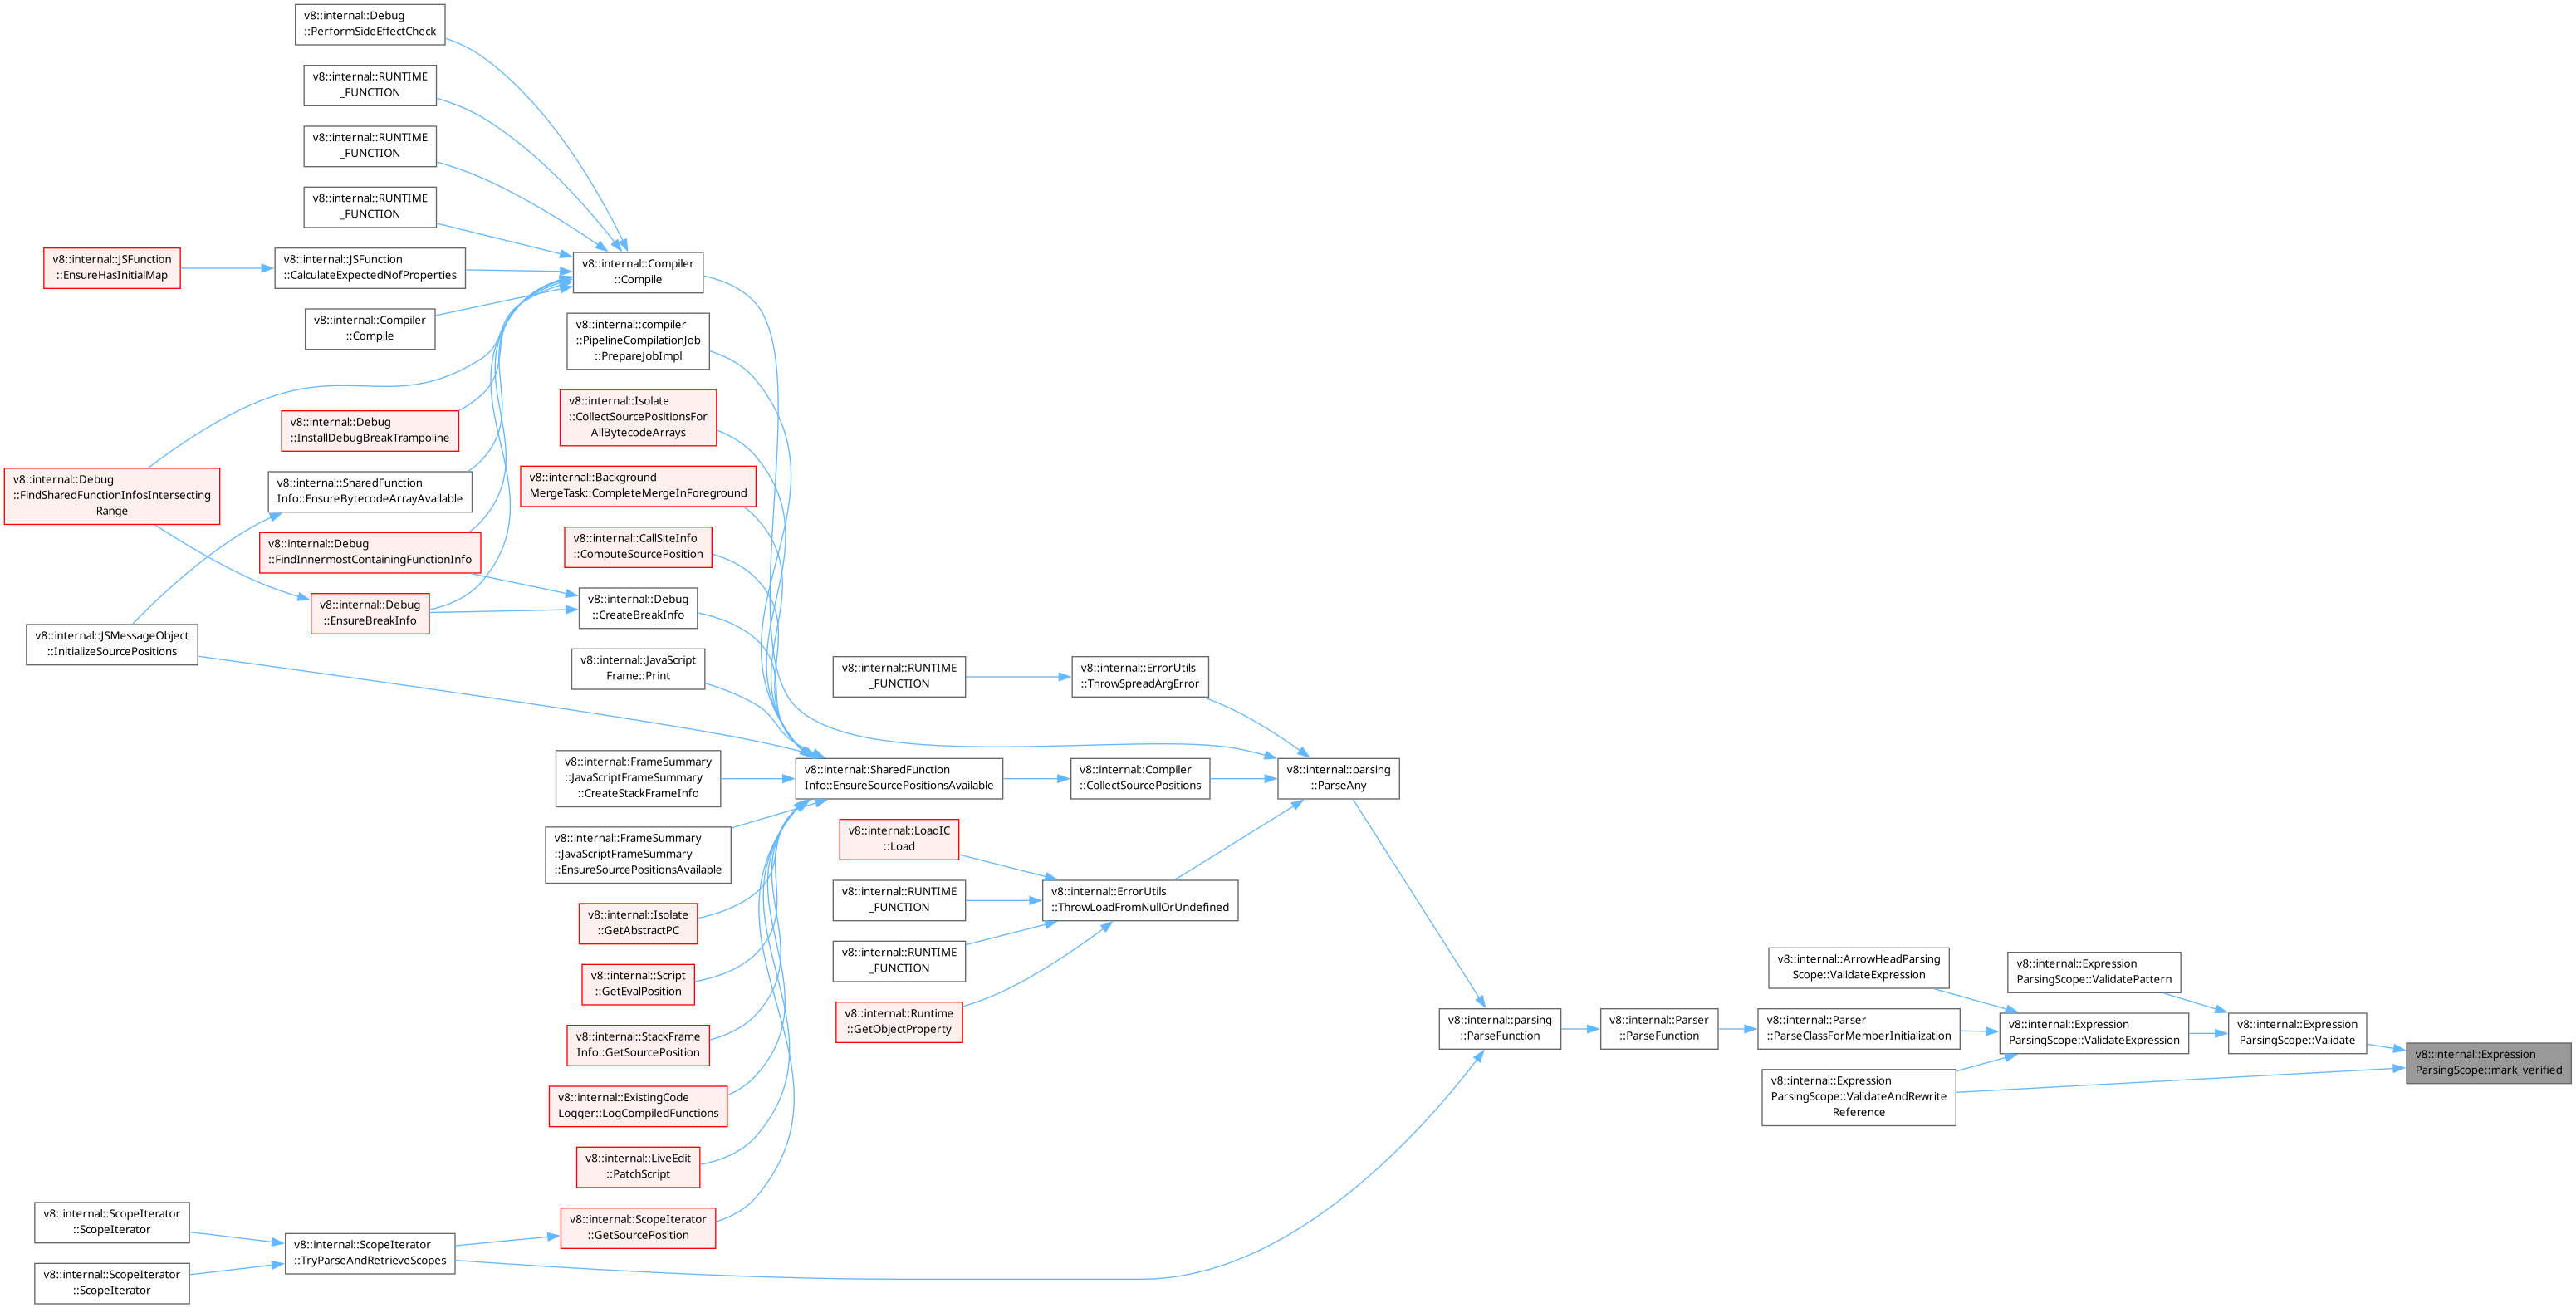 v8::internal::Debug
::PerformSideEffectCheck
v8::internal::RUNTIME
_FUNCTION
v8::internal::RUNTIME
_FUNCTION
v8::internal::RUNTIME
_FUNCTION
v8::internal::JSFunction
::EnsureHasInitialMap
v8::internal::JSFunction
::CalculateExpectedNofProperties
v8::internal::Compiler
::Compile
v8::internal::Compiler
::Compile
v8::internal::compiler
::PipelineCompilationJob
::PrepareJobImpl
v8::internal::Isolate
::CollectSourcePositionsFor
AllBytecodeArrays
v8::internal::Debug
::InstallDebugBreakTrampoline
v8::internal::Debug
::FindSharedFunctionInfosIntersecting
Range
v8::internal::SharedFunction
Info::EnsureBytecodeArrayAvailable
v8::internal::Background
MergeTask::CompleteMergeInForeground
v8::internal::Debug
::FindInnermostContainingFunctionInfo
v8::internal::CallSiteInfo
::ComputeSourcePosition
v8::internal::Debug
::EnsureBreakInfo
v8::internal::Debug
::CreateBreakInfo
v8::internal::JSMessageObject
::InitializeSourcePositions
v8::internal::JavaScript
Frame::Print
v8::internal::RUNTIME
_FUNCTION
v8::internal::ErrorUtils
::ThrowSpreadArgError
v8::internal::FrameSummary
::JavaScriptFrameSummary
::CreateStackFrameInfo
v8::internal::SharedFunction
Info::EnsureSourcePositionsAvailable
v8::internal::Compiler
::CollectSourcePositions
v8::internal::parsing
::ParseAny
v8::internal::FrameSummary
::JavaScriptFrameSummary
::EnsureSourcePositionsAvailable
v8::internal::LoadIC
::Load
v8::internal::RUNTIME
_FUNCTION
v8::internal::ErrorUtils
::ThrowLoadFromNullOrUndefined
v8::internal::Isolate
::GetAbstractPC
v8::internal::RUNTIME
_FUNCTION
v8::internal::Script
::GetEvalPosition
v8::internal::Runtime
::GetObjectProperty
v8::internal::StackFrame
Info::GetSourcePosition
v8::internal::ExistingCode
Logger::LogCompiledFunctions
v8::internal::LiveEdit
::PatchScript
v8::internal::ScopeIterator
::GetSourcePosition
v8::internal::ScopeIterator
::ScopeIterator
v8::internal::ScopeIterator
::TryParseAndRetrieveScopes
v8::internal::ScopeIterator
::ScopeIterator
v8::internal::parsing
::ParseFunction
v8::internal::Parser
::ParseFunction
v8::internal::ArrowHeadParsing
Scope::ValidateExpression
v8::internal::Parser
::ParseClassForMemberInitialization
v8::internal::Expression
ParsingScope::ValidateAndRewrite
Reference
v8::internal::Expression
ParsingScope::ValidatePattern
v8::internal::Expression
ParsingScope::ValidateExpression
v8::internal::Expression
ParsingScope::Validate
v8::internal::Expression
ParsingScope::mark_verified